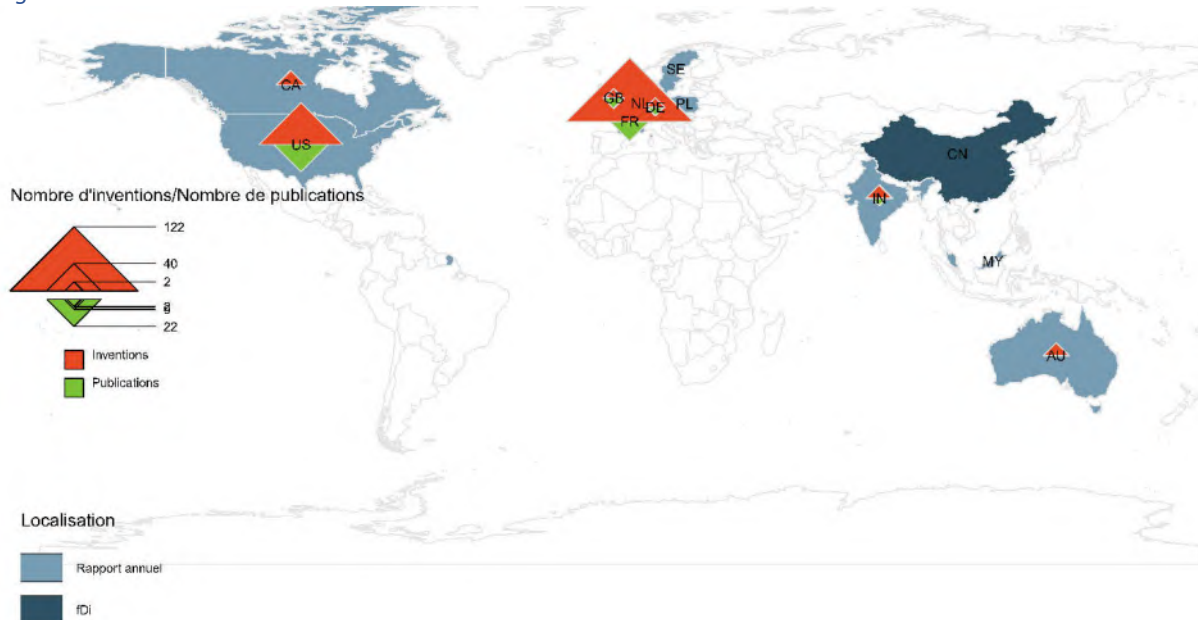 SE
CA
GB
NL
DE
PL
FR
US
CN
Nombre d'inventions/Nombre de publications
IN
122
40
2
MY
22
Inventions
AU
Publications
Localisation
Rapport annuel
fDi